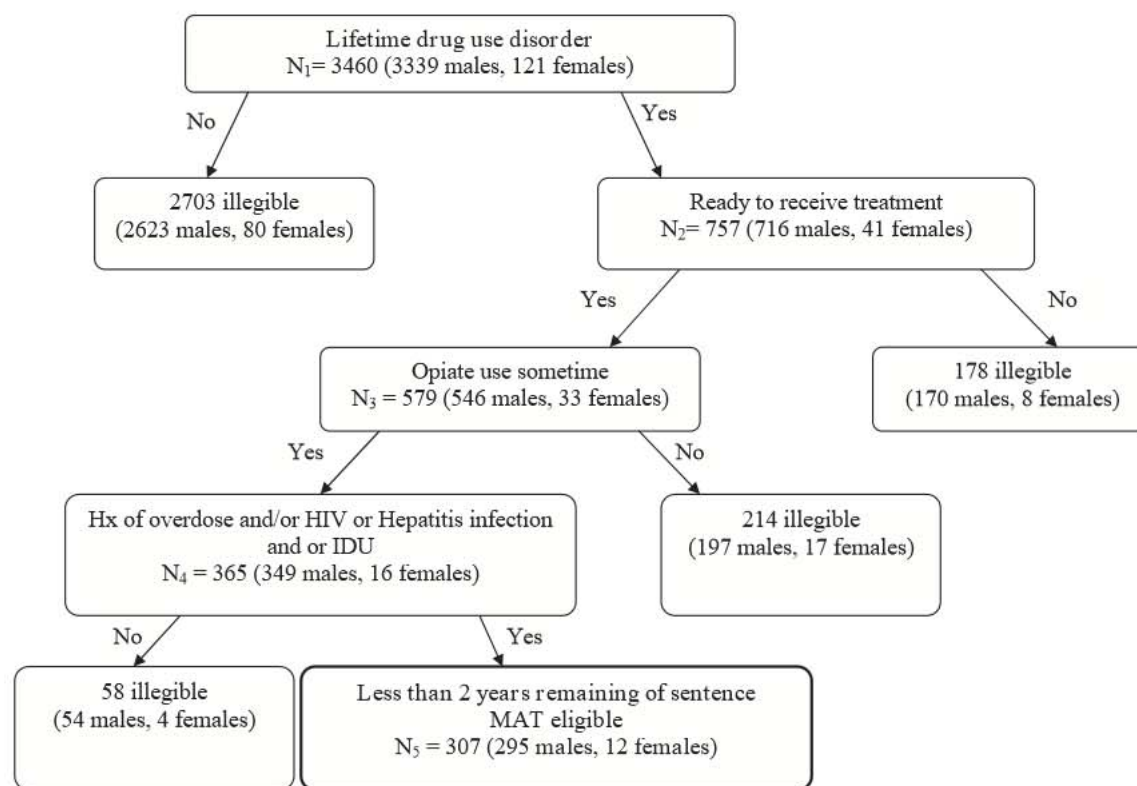 Lifetime drug use disorder
N₁= 3460 (3339 males, 121 females)
No
Yes
2703 illegible
(2623 males, 80 females)
Ready to receive treatment
N₂= 757 (716 males, 41 females)
Yes
No
Opiate use sometime
N₃ = 579 (546 males, 33 females)
178 illegible
(170 males, 8 females)
Yes
No
Hx of overdose and/or HIV or Hepatitis infection
and or IDU
N₄ = 365 (349 males, 16 females)
214 illegible
(197 males, 17 females)
No
Yes
58 illegible
(54 males, 4 females)
Less than 2 years remaining of sentence
MAT eligible
N₅ = 307 (295 males, 12 females)